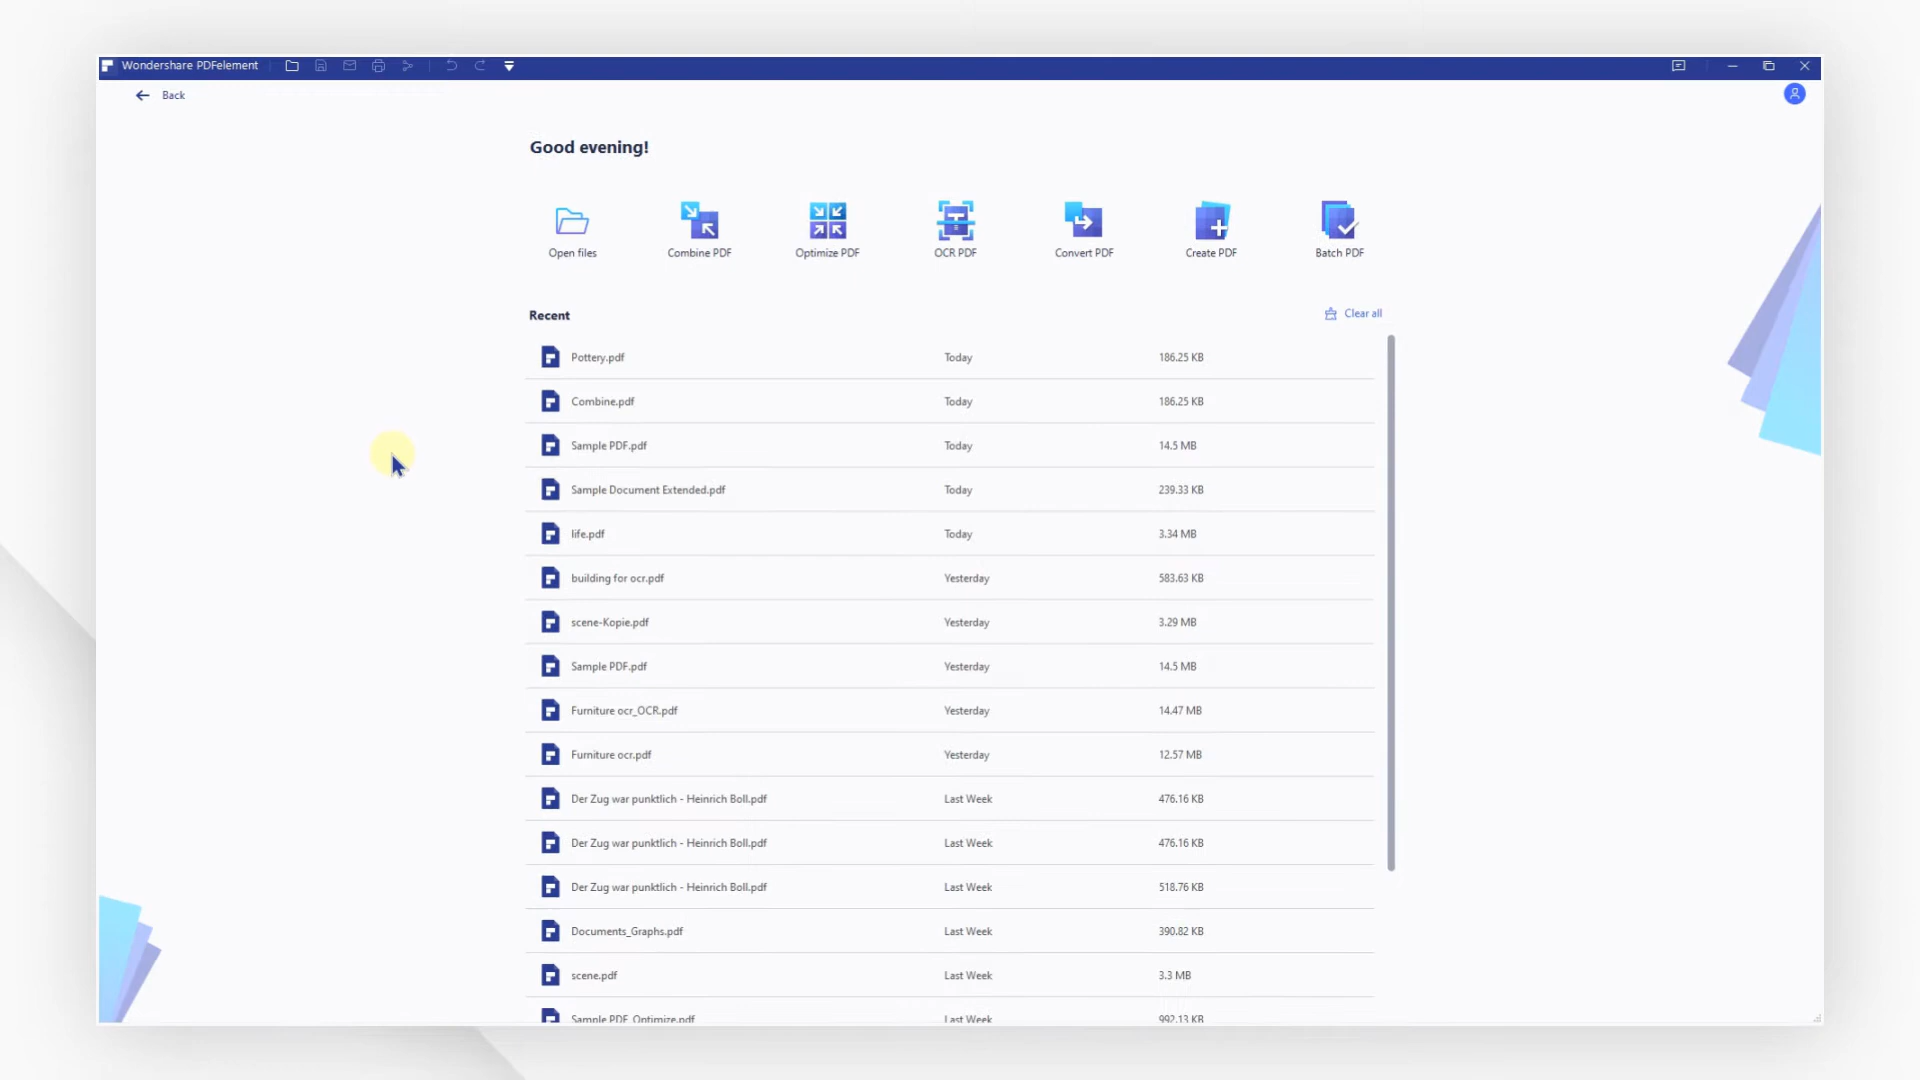 Wondershare PDFelement
Back
Good evening!
Open files
Combine PDF
Optimize PDF
OCR PDF
Convert PDF
Create PDF
Batch PDF
Recent
Clear all
Pottery.pdf Today 186.25 KB
Combine.pdf Today 186.25 KB
Sample PDF.pdf Today 14.5 MB
Sample Document Extended.pdf Today 239.33 KB
life.pdf Today 3.34 MB
building for ocr.pdf Yesterday 583.63 KB
scene-Kopie.pdf Yesterday 3.29 MB
Sample PDF.pdf Yesterday 14.5 MB
Furniture ocr_OCR.pdf Yesterday 14.47 MB
Furniture ocr.pdf Yesterday 12.57 MB
Der Zug war punktlich - Heinrich Boll.pdf Last Week 476.16 KB
Der Zug war punktlich - Heinrich Boll.pdf Last Week 476.16 KB
Der Zug war punktlich - Heinrich Boll.pdf Last Week 518.76 KB
Documents_Graphs.pdf Last Week 390.82 KB
scene.pdf Last Week 3.3 MB
Sample PDF_Optimize.pdf Last Week 992.13 KB